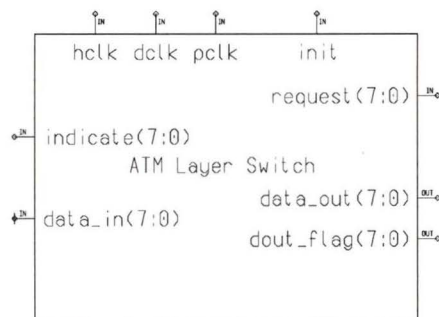 IN IN IN IN
hclk dclk pclk init
IN
request(7:0)
IN
indicate(7:0)
ATM Layer Switch
OUT
data_out(7:0)
IN
data_in(7:0)
OUT
dout_flag(7:0)